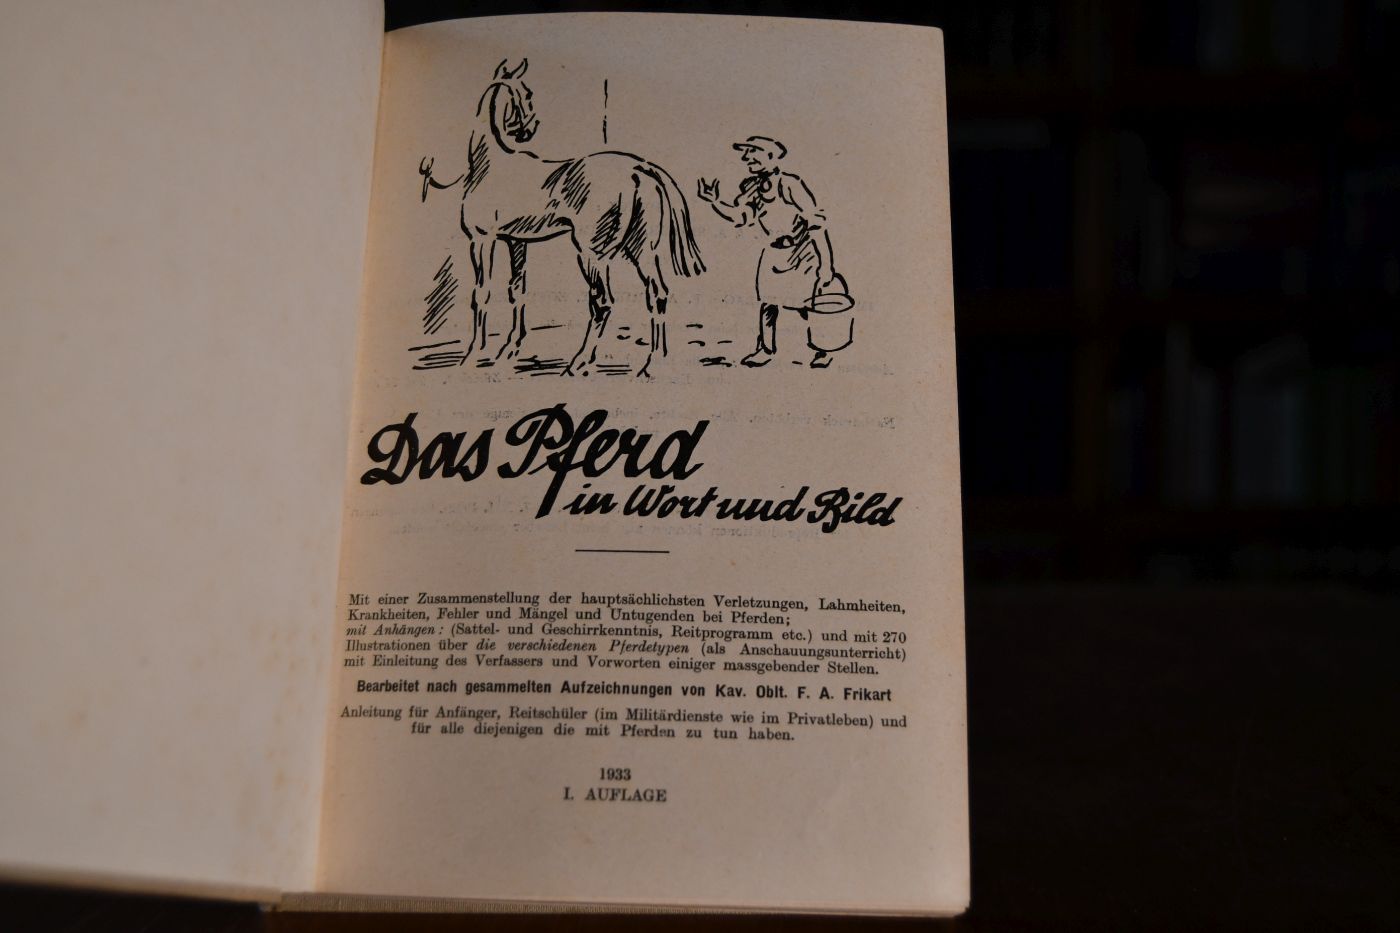 Das Pferd
in Wort und Bild
Mit einer Zusammenstellung der hauptsächlichsten Verletzungen, Lahmheiten,
Krankheiten, Fehler und Mängel und Untugenden bei Pferden;
mit Anhängen: (Sattel- und Geschirrkenntnis, Reitprogramm etc.) und mit 270
Illustrationen über die verschiedenen Pferdetypen (als Anschauungsunterricht)
mit Einleitung des Verfassers und Vorworten einiger massgebender Stellen.
Bearbeitet nach gesammelten Aufzeichnungen von Kav. Oblt. F. A. Frikart
Anleitung für Anfänger, Reitschüler (im Militärdienste wie im Privatleben) und
für alle diejenigen die mit Pferden zu tun haben.
1933
I. AUFLAGE